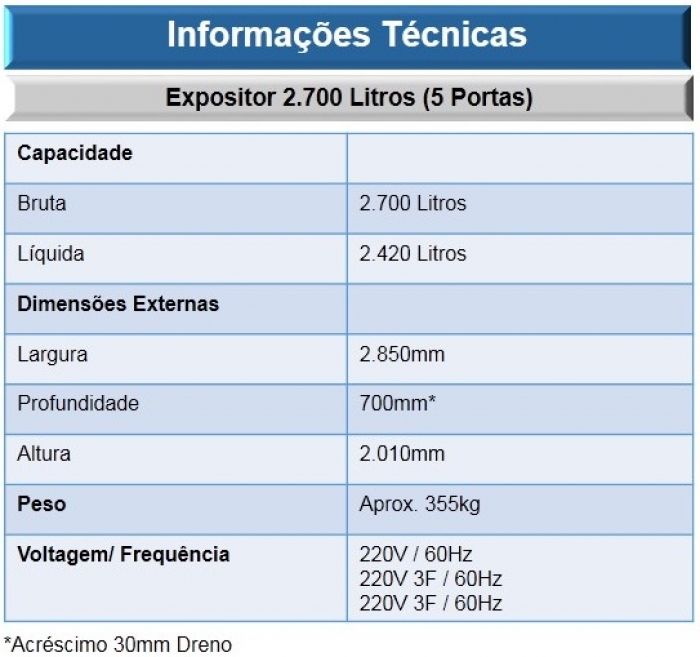 Informações Técnicas
Expositor 2.700 Litros (5 Portas)
Capacidade
Bruta 2.700 Litros
Líquida 2.420 Litros
Dimensões Externas
Largura 2.850mm
Profundidade 700mm*
Altura 2.010mm
Peso Aprox. 355kg
Voltagem/ Frequência 220V / 60Hz
220V 3F / 60Hz
220V 3F / 60Hz
*Acréscimo 30mm Dreno